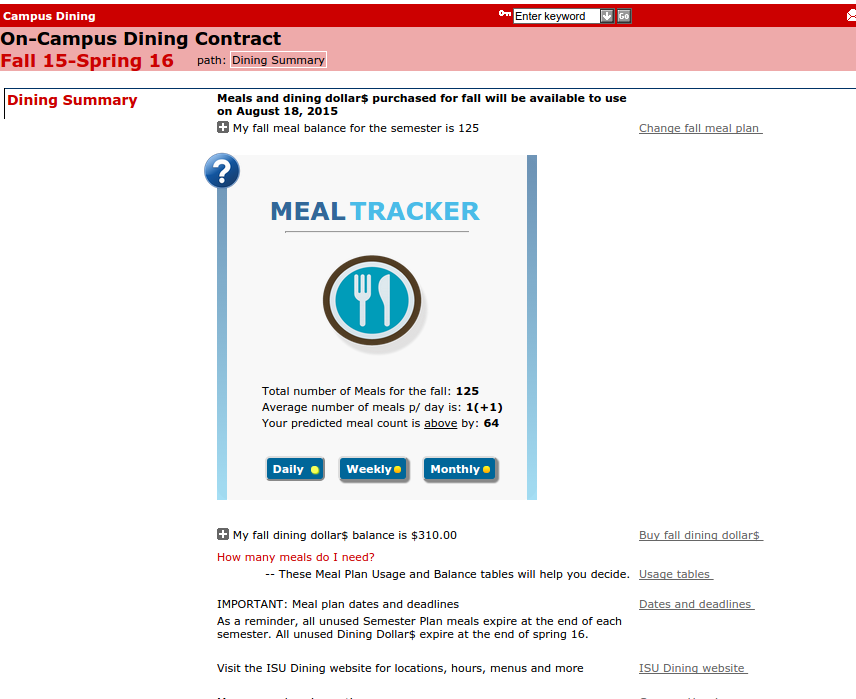 Campus Dining
Enter keyword
GO
On-Campus Dining Contract
Fall 15-Spring 16
path: Dining Summary
Dining Summary
Meals and dining dollar$ purchased for fall will be available to use
on August 18, 2015
My fall meal balance for the semester is 125
Change fall meal plan
?
MEAL TRACKER
Total number of Meals for the fall: 125
Average number of meals p/ day is: 1(+1)
Your predicted meal count is above by: 64
Daily
Weekly
Monthly
My fall dining dollar$ balance is $310.00
Buy fall dining dollar$
How many meals do I need?
-- These Meal Plan Usage and Balance tables will help you decide.
Usage tables
IMPORTANT: Meal plan dates and deadlines
Dates and deadlines
As a reminder, all unused Semester Plan meals expire at the end of each
semester. All unused Dining Dollar$ expire at the end of spring 16.
Visit the ISU Dining website for locations, hours, menus and more
ISU Dining website